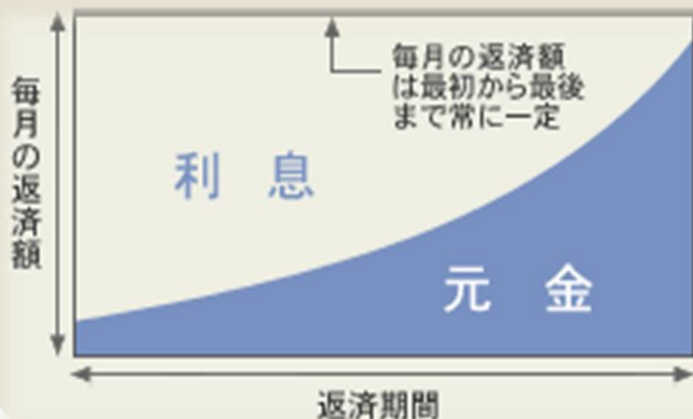 毎月の返済額
は最初から最後
まで常に一定
毎月の返済額
利 息
元 金
返済期間